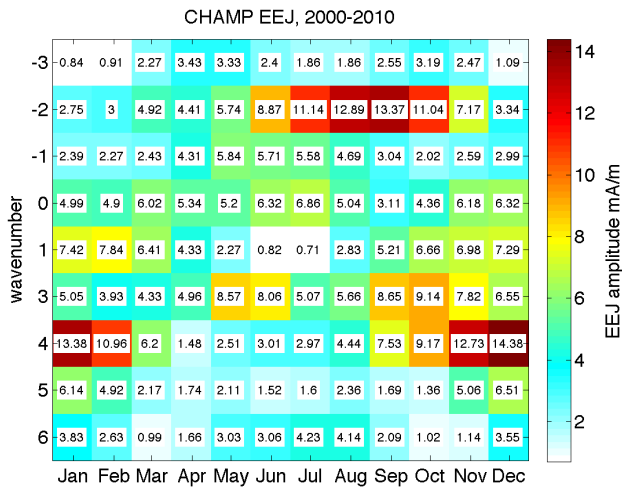 CHAMP EEJ, 2000-2010
-3 0.84 0.91 2.27 3.43 3.33 2.4 1.86 1.86 2.55 3.19 2.47 1.09
-2 2.75 3 4.92 4.41 5.74 8.87 11.14 12.89 13.37 11.04 7.17 3.34
-1 2.39 2.27 2.43 4.31 5.84 5.71 5.58 4.69 3.04 2.02 2.59 2.99
0 4.99 4.9 6.02 5.34 5.2 6.32 6.86 5.04 3.11 4.36 6.18 6.32
1 7.42 7.84 6.41 4.33 2.27 0.82 0.71 2.83 5.21 6.66 6.98 7.29
3 5.05 3.93 4.33 4.96 8.57 8.06 5.07 5.66 8.65 9.14 7.82 6.55
4 13.38 10.96 6.2 1.48 2.51 3.01 2.97 4.44 7.53 9.17 12.73 14.38
5 6.14 4.92 2.17 1.74 2.11 1.52 1.6 2.36 1.69 1.36 5.06 6.51
6 3.83 2.63 0.99 1.66 3.03 3.06 4.23 4.14 2.09 1.02 1.14 3.55
Jan Feb Mar Apr May Jun Jul Aug Sep Oct Nov Dec
wavenumber
14
12
10
8
6
4
2
EEJ amplitude mA/m